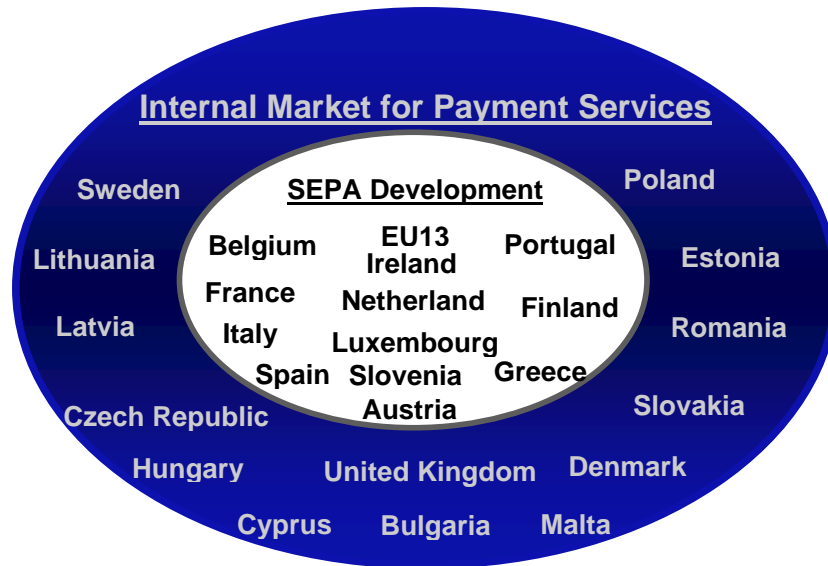 Internal Market for Payment Services
Sweden
Poland
SEPA Development
Belgium
EU13
Ireland
Portugal
Lithuania
Estonia
France
Netherland
Finland
Latvia
Italy
Luxembourg
Romania
Spain
Slovenia
Greece
Austria
Czech Republic
Slovakia
Hungary
United Kingdom
Denmark
Cyprus
Bulgaria
Malta